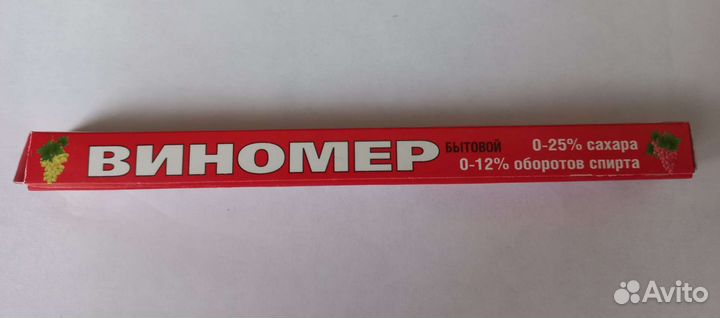 ВИНОМЕР
БЫТОВОЙ
0-25% сахара
0-12% оборотов спирта
Avito